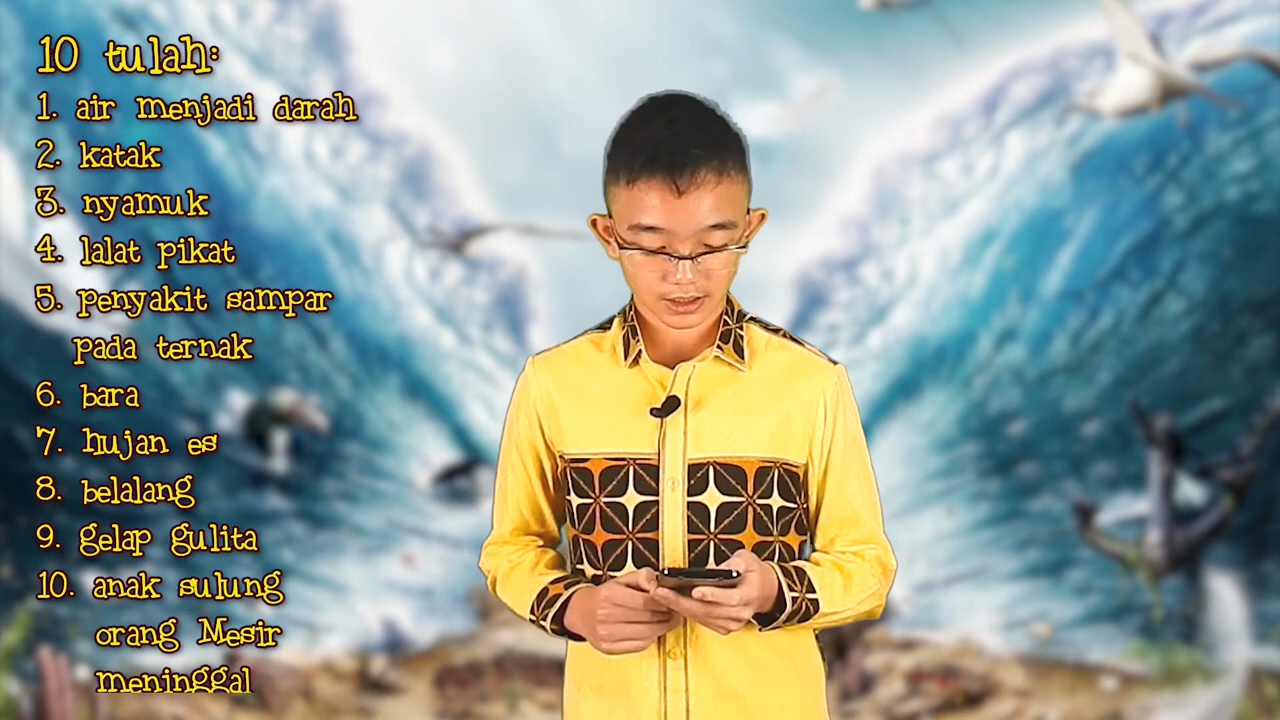 10 tulah:
1. air menjadi darah
2. katak
3. nyamuk
4. lalat pikat
5. penyakit sampar
pada ternak
6. bara
7. hujan es
8. belalang
9. gelap gulita
10. anak sulung
orang Mesir
meninggal